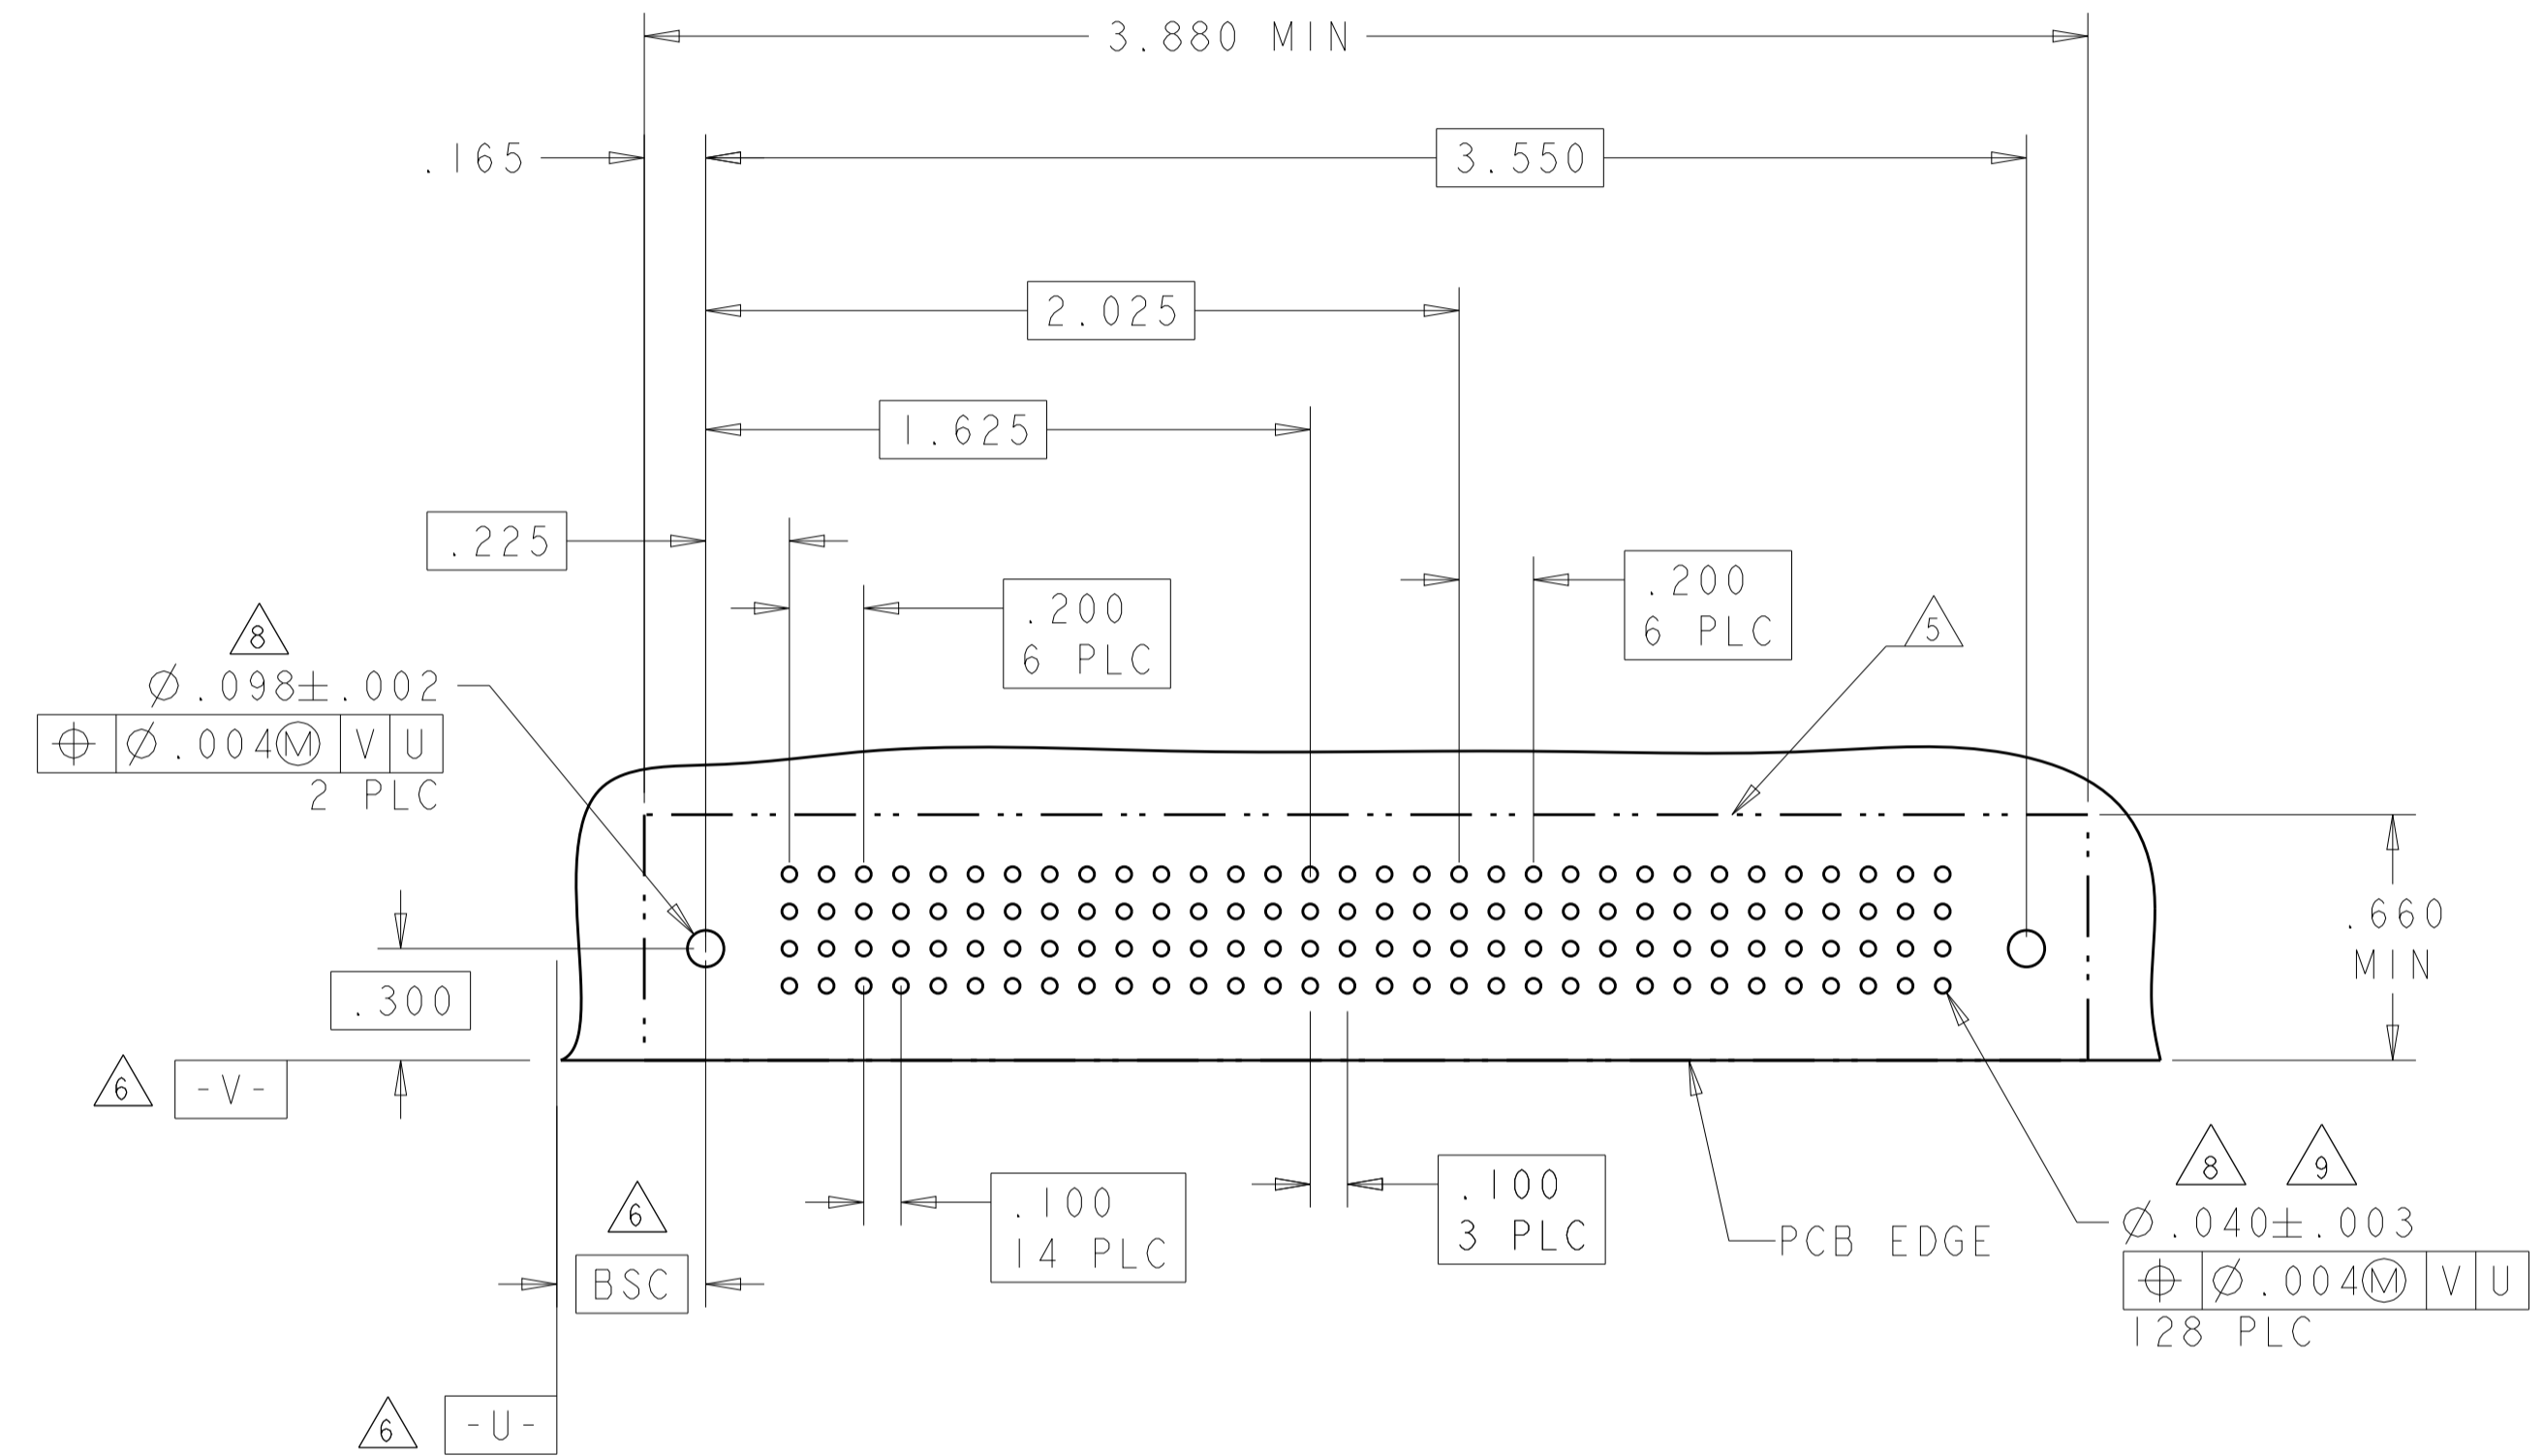 3.880 MIN
.165
3.550
2.025
1.625
.225
.200
6 PLC
.200
6 PLC
5
8
Ø.098±.002
⌖ Ø.004Ⓜ V U
2 PLC
.300
.660
MIN
6 -V-
6
BSC
.100
14 PLC
.100
3 PLC
PCB EDGE
8 9
Ø.040±.003
⌖ Ø.004Ⓜ V U
128 PLC
6 -U-